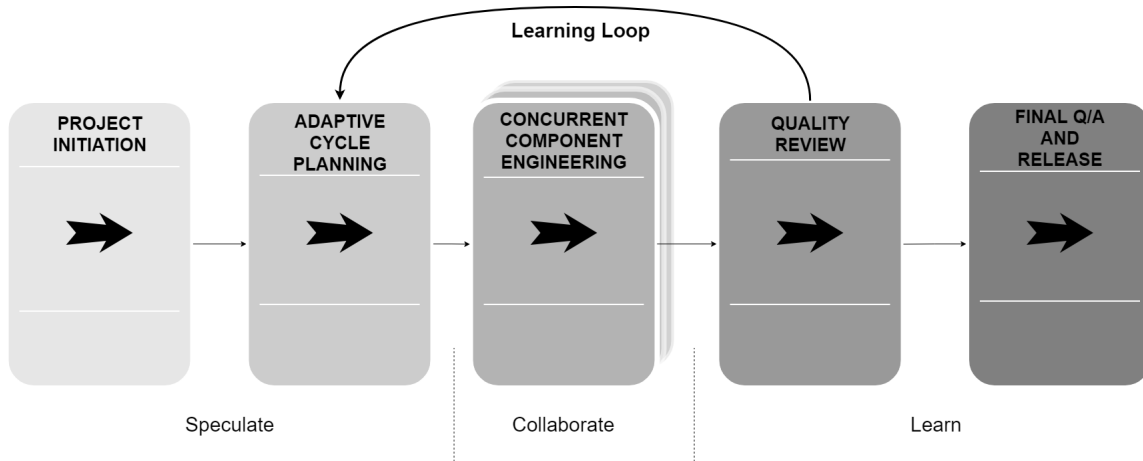 Learning Loop
PROJECT
INITIATION
ADAPTIVE
CYCLE
PLANNING
CONCURRENT
COMPONENT
ENGINEERING
QUALITY
REVIEW
FINAL Q/A
AND
RELEASE
Speculate
Collaborate
Learn